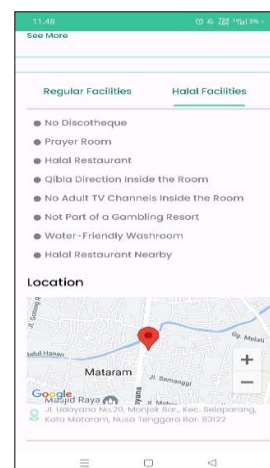 11.48
See More
Regular Facilities
Halal Facilities
No Discotheque
Prayer Room
Halal Restaurant
Qibla Direction Inside the Room
No Adult TV Channels Inside the Room
Not Part of a Gambling Resort
Water-Friendly Washroom
Halal Restaurant Nearby
Location
Gg. Melati
Mataram
Jl. Semanggi
Google
Masjid Raya
Jl. Udayana No.20, Monjok Bar., Kec. Selaparang,
Kota Mataram, Nusa Tenggara Bar. 83122